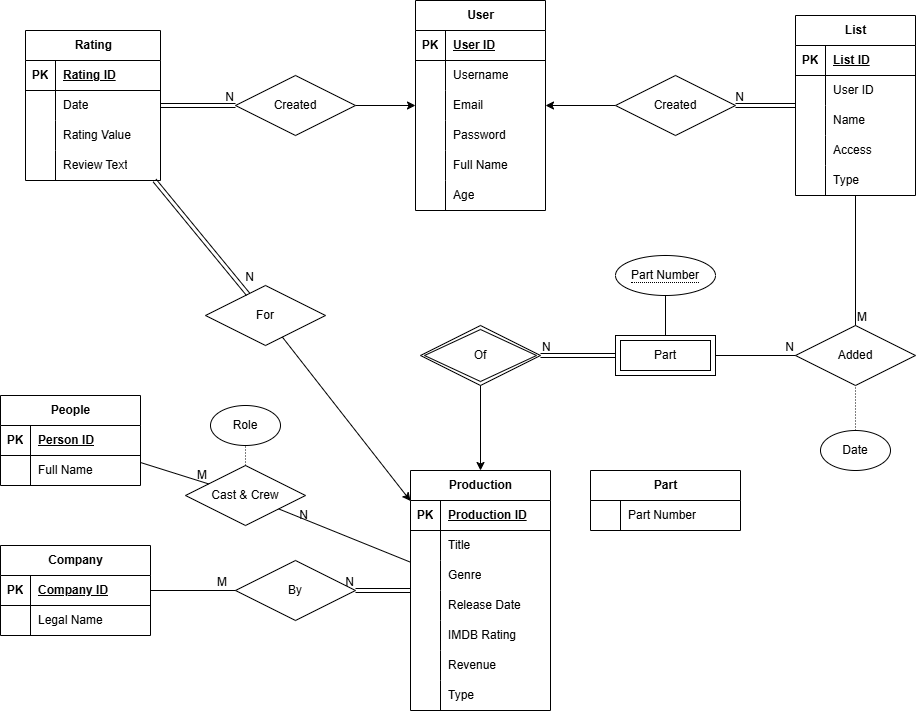 User
PK User ID
Username
Email
Password
Full Name
Age
Rating
PK Rating ID
Date
Rating Value
Review Text
N
Created
Created
N
List
PK List ID
User ID
Name
Access
Type
N
For
Part Number
Of
N
Part
N
M
Added
Date
People
PK Person ID
Full Name
Role
M
Cast & Crew
N
Company
PK Company ID
Legal Name
M
By
N
Production
PK Production ID
Title
Genre
Release Date
IMDB Rating
Revenue
Type
Part
Part Number